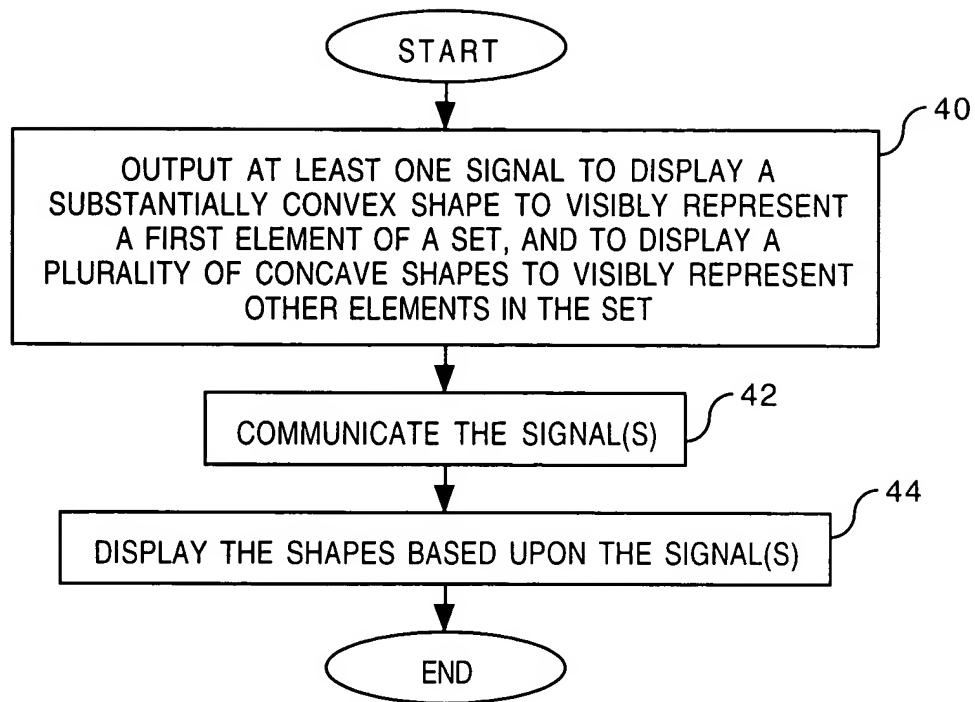 START
40
OUTPUT AT LEAST ONE SIGNAL TO DISPLAY A
SUBSTANTIALLY CONVEX SHAPE TO VISIBLY REPRESENT
A FIRST ELEMENT OF A SET, AND TO DISPLAY A
PLURALITY OF CONCAVE SHAPES TO VISIBLY REPRESENT
OTHER ELEMENTS IN THE SET
42
COMMUNICATE THE SIGNAL(S)
44
DISPLAY THE SHAPES BASED UPON THE SIGNAL(S)
END